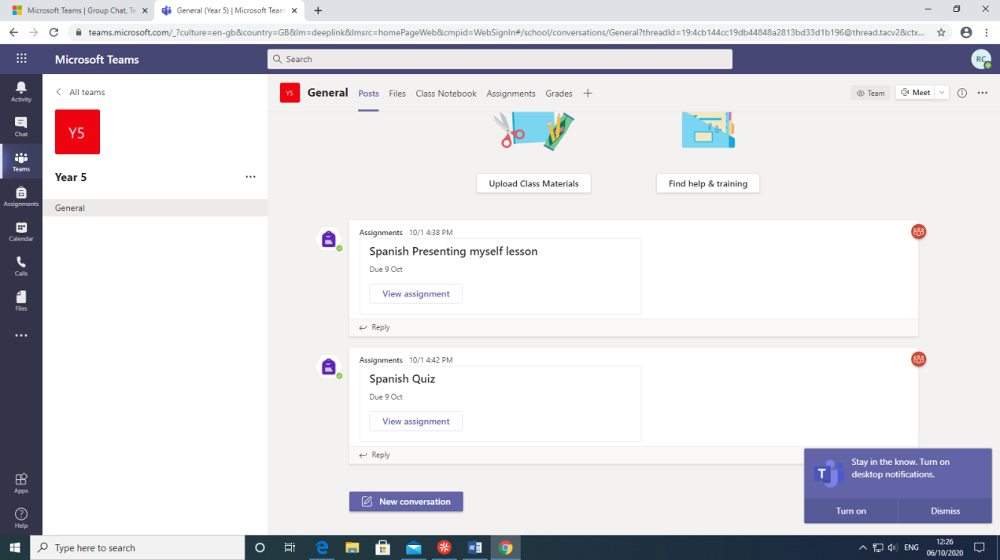 Microsoft Teams | Group Chat, Te
General (Year 5) | Microsoft Team
teams.microsoft.com/_?culture=en-gb&country=GB&lm=deeplink&lmsrc=homePageWeb&cmpid=WebSignIn#/school/conversations/General?threadId=19:4cb144cc19db44848a2813bd33d1b196@thread.tacv2&ctx...
Microsoft Teams
Search
RC
Activity
Chat
Teams
Assignments
Calendar
Calls
Files
Apps
Help
All teams
Y5
Year 5
General
Y5
General
Posts
Files
Class Notebook
Assignments
Grades
Team
Meet
Upload Class Materials
Find help & training
Assignments 10/1 4:38 PM
Spanish Presenting myself lesson
Due 9 Oct
View assignment
Reply
Assignments 10/1 4:42 PM
Spanish Quiz
Due 9 Oct
View assignment
Reply
New conversation
T
Stay in the know. Turn on
desktop notifications.
Turn on
Dismiss
Type here to search
ENG
12:26
06/10/2020